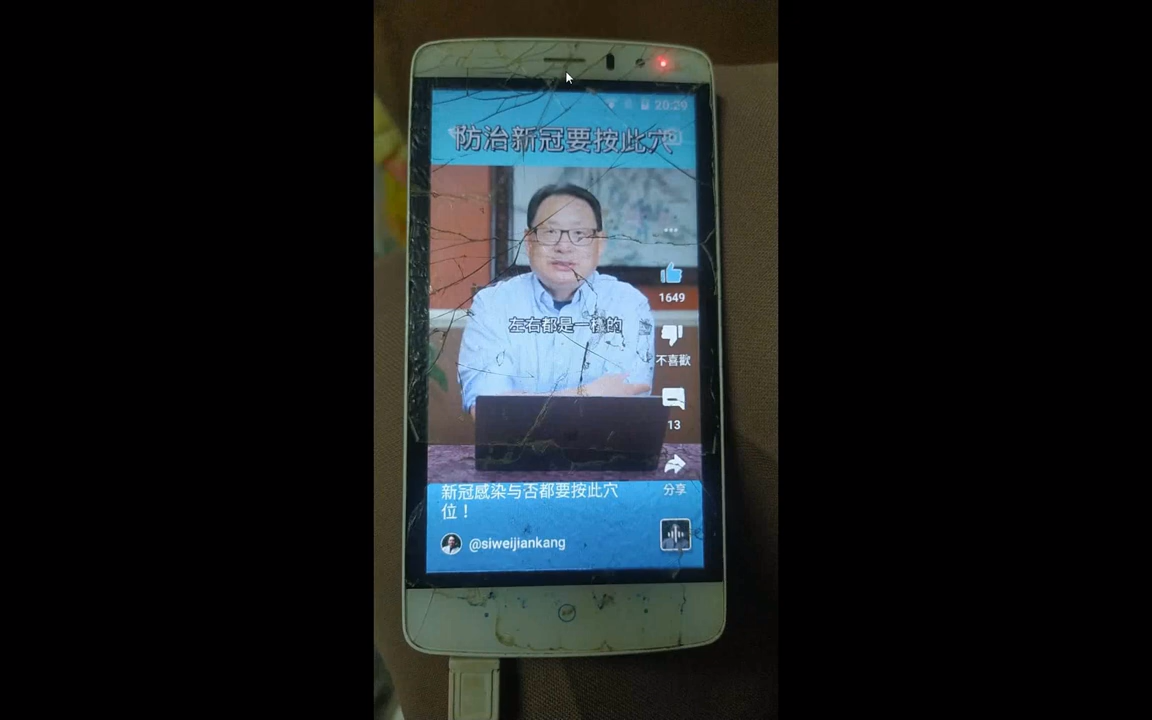 20:29
防治新冠要按此穴
左右都是一樣的
1649
不喜歡
13
分享
新冠感染与否都要按此穴
位！
@siweijiankang